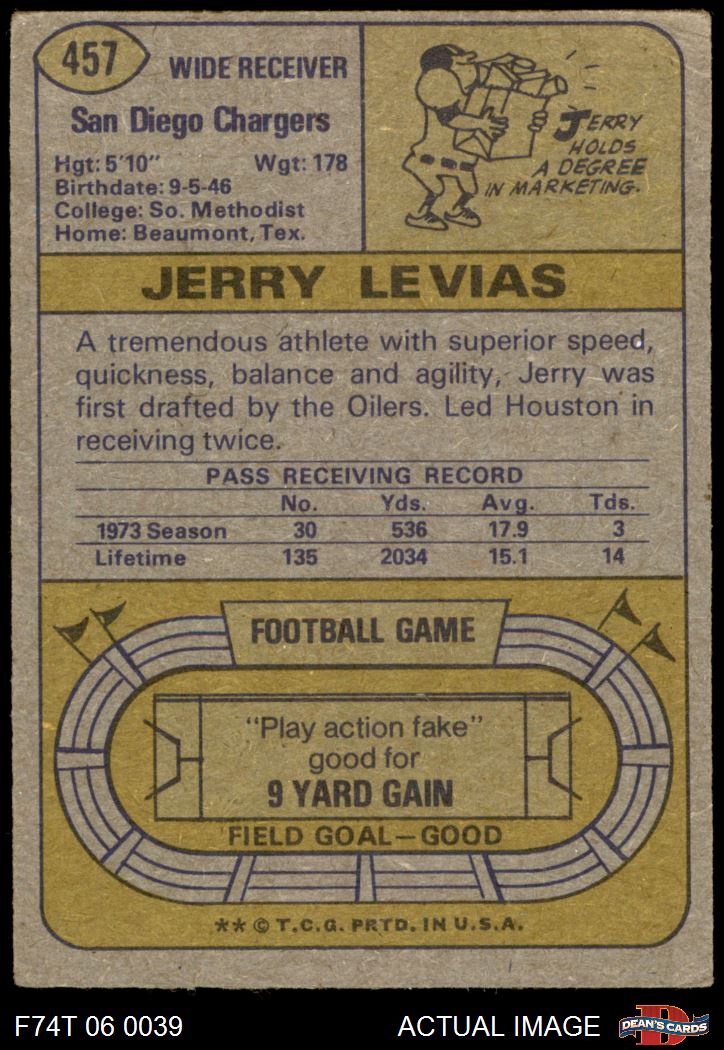 457
WIDE RECEIVER
San Diego Chargers
Hgt: 5'10" Wgt: 178
Birthdate: 9-5-46
College: So. Methodist
Home: Beaumont, Tex.
JERRY
HOLDS
A DEGREE
IN MARKETING.
JERRY LEVIAS
A tremendous athlete with superior speed,
quickness, balance and agility, Jerry was
first drafted by the Oilers. Led Houston in
receiving twice.
PASS RECEIVING RECORD
No. Yds. Avg. Tds.
1973 Season 30 536 17.9 3
Lifetime 135 2034 15.1 14
FOOTBALL GAME
"Play action fake"
good for
9 YARD GAIN
FIELD GOAL—GOOD
** © T.C.G. PRTD. IN U.S.A.
F74T 06 0039 ACTUAL IMAGE
D
DEAN'S CARDS